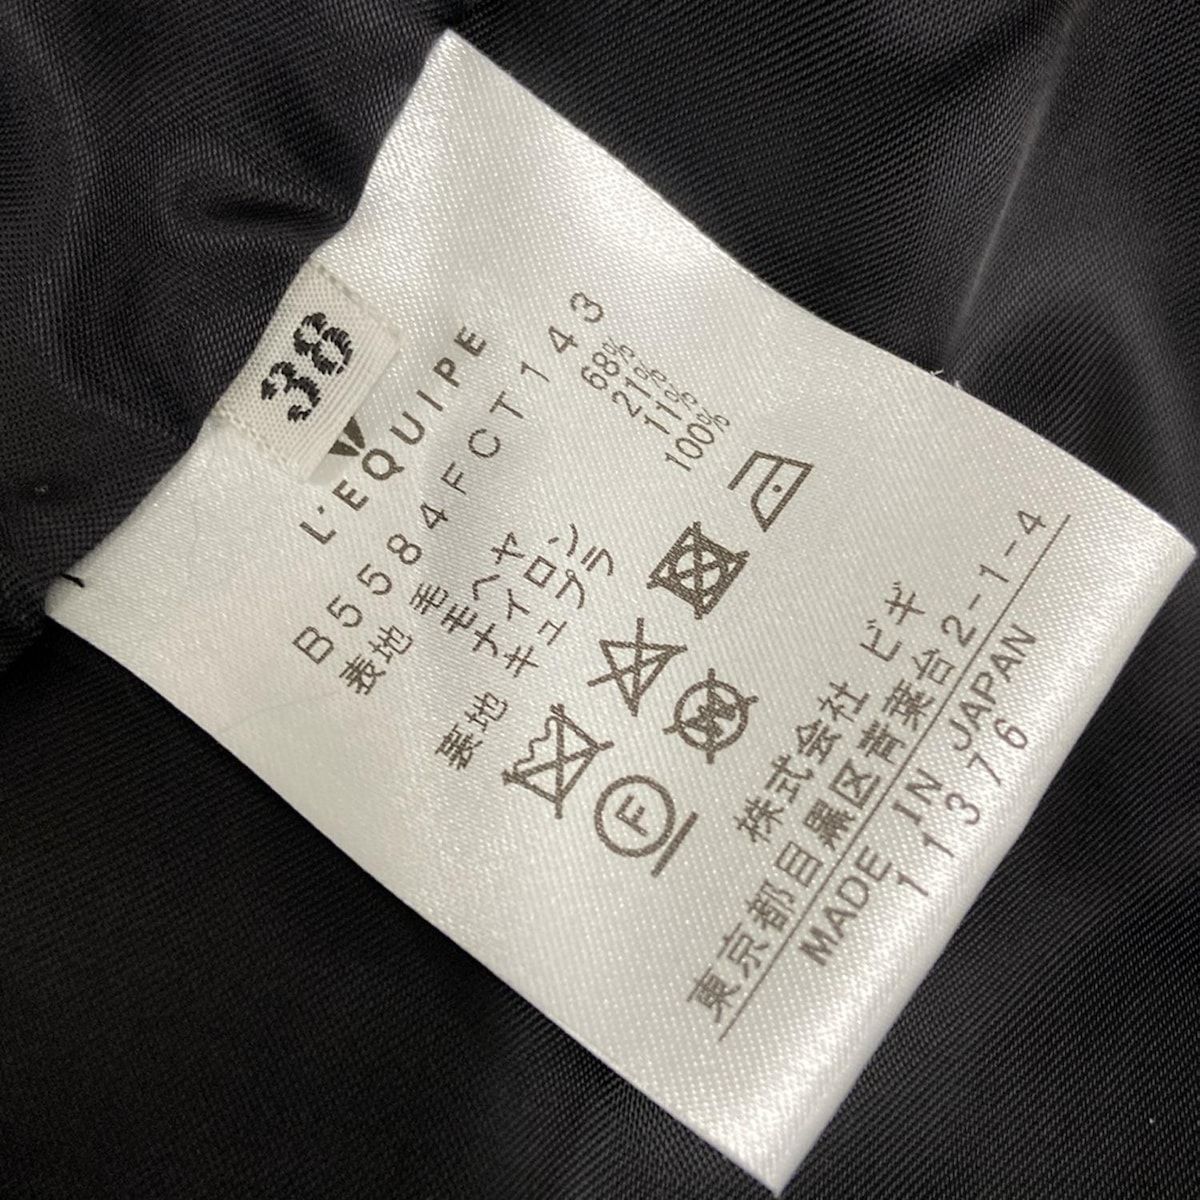 38
L'EQUIPE
B5584FCT143
表地 毛 68%
モヘヤ 21%
ナイロン 11%
裏地 キュプラ 100%
F W
株式会社 ビギ
東京都目黒区青葉台2-1-4
MADE IN JAPAN
11376